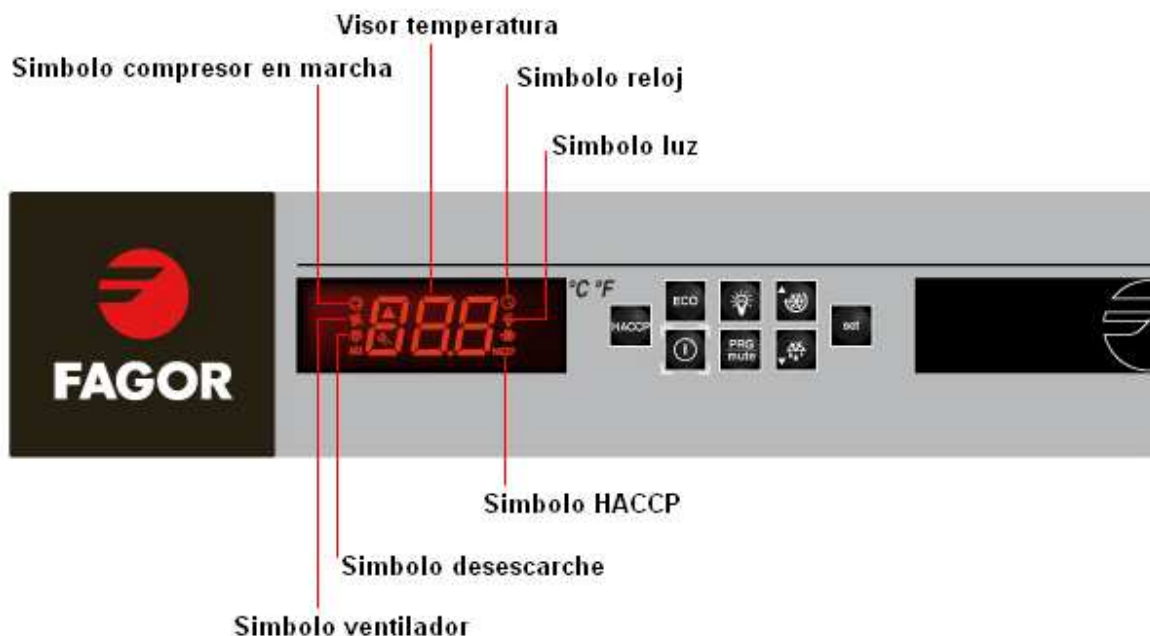 Visor temperatura
Simbolo compresor en marcha
Simbolo reloj
Simbolo luz
°C °F
ECO
HACCP
set
PRG
mute
FAGOR
Simbolo HACCP
Simbolo desescarche
Simbolo ventilador